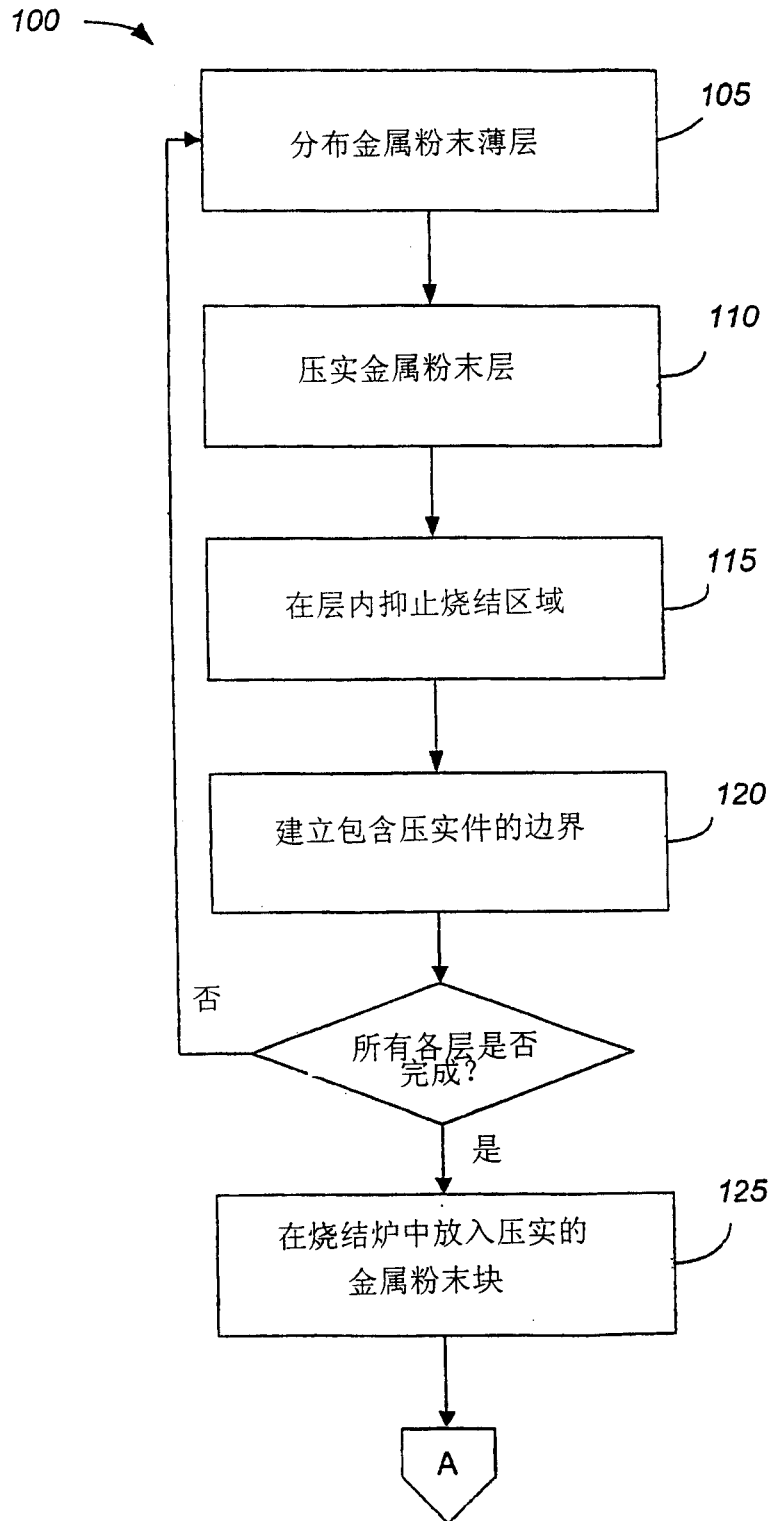 100
105
分布金属粉末薄层
110
压实金属粉末层
115
在层内抑止烧结区域
120
建立包含压实件的边界
否
所有各层是否
完成?
是
125
在烧结炉中放入压实的
金属粉末块
A